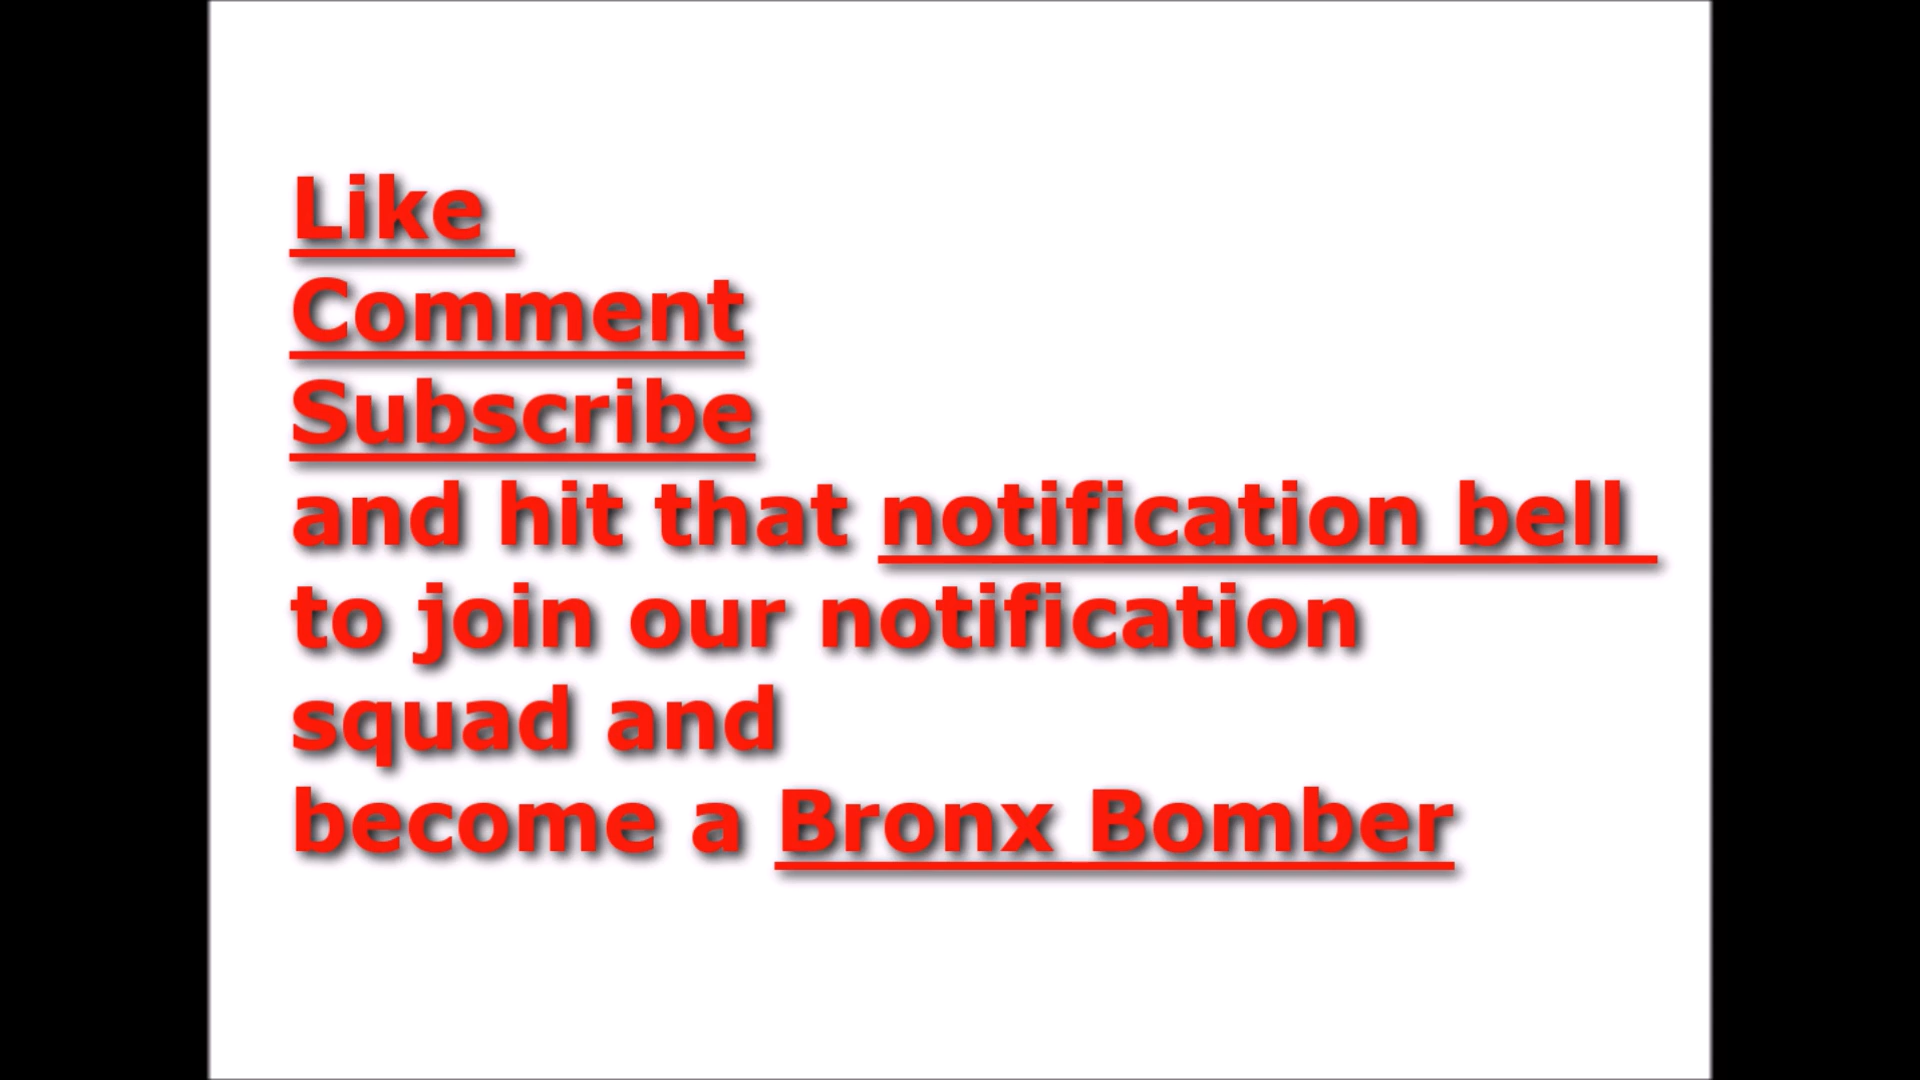 Like
Comment
Subscribe
and hit that notification bell
to join our notification
squad and
become a Bronx Bomber